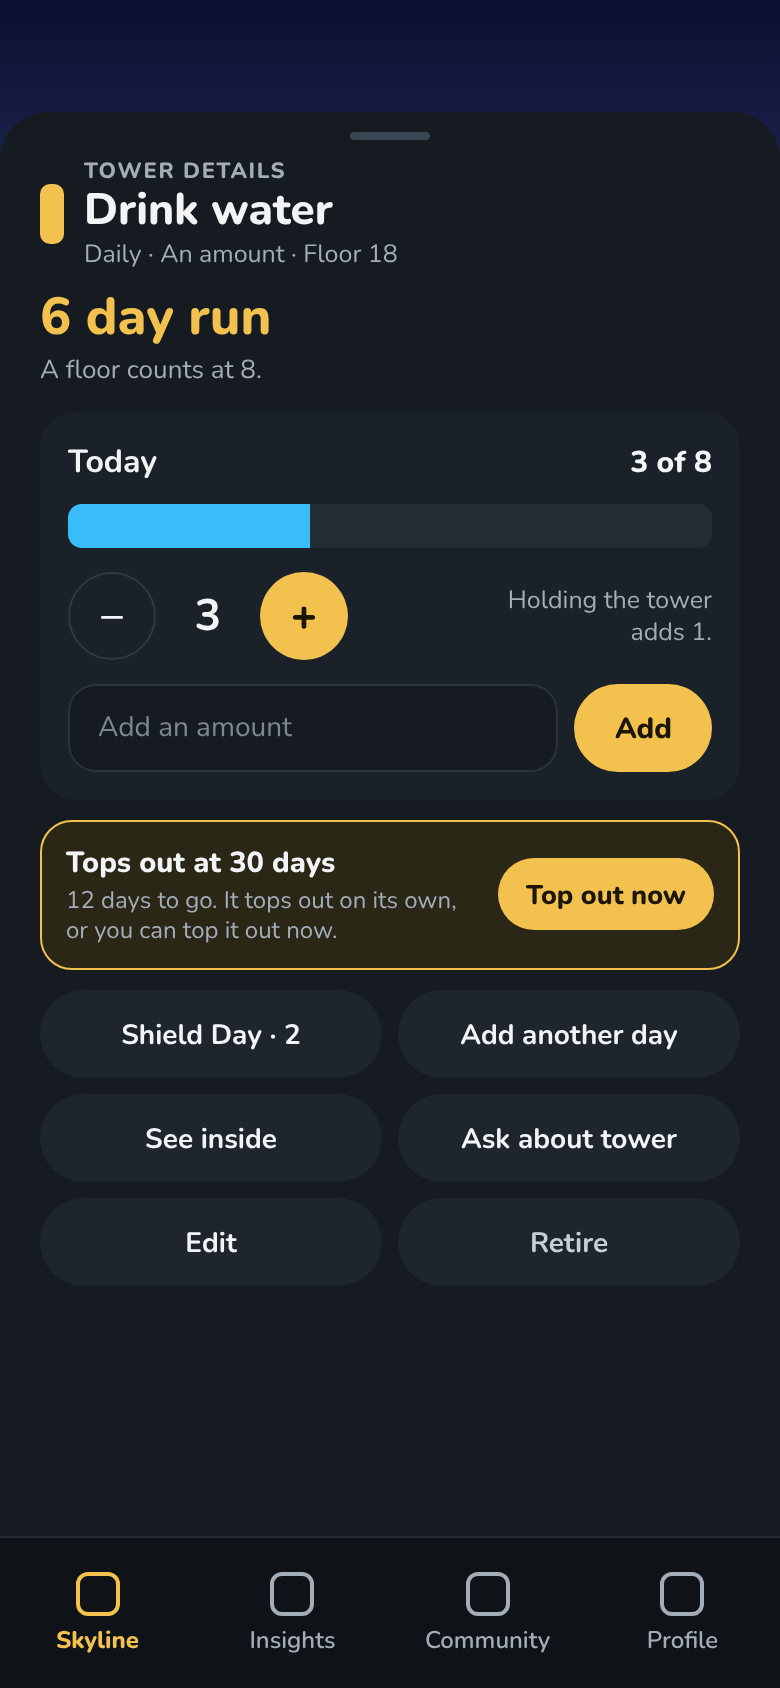 TOWER DETAILS
Drink water
Daily · An amount · Floor 18
6 day run
A floor counts at 8.
Today
3 of 8
− 3 +
Holding the tower
adds 1.
Add an amount
Add
Tops out at 30 days
12 days to go. It tops out on its own,
or you can top it out now.
Top out now
Shield Day · 2
Add another day
See inside
Ask about tower
Edit
Retire
Skyline
Insights
Community
Profile